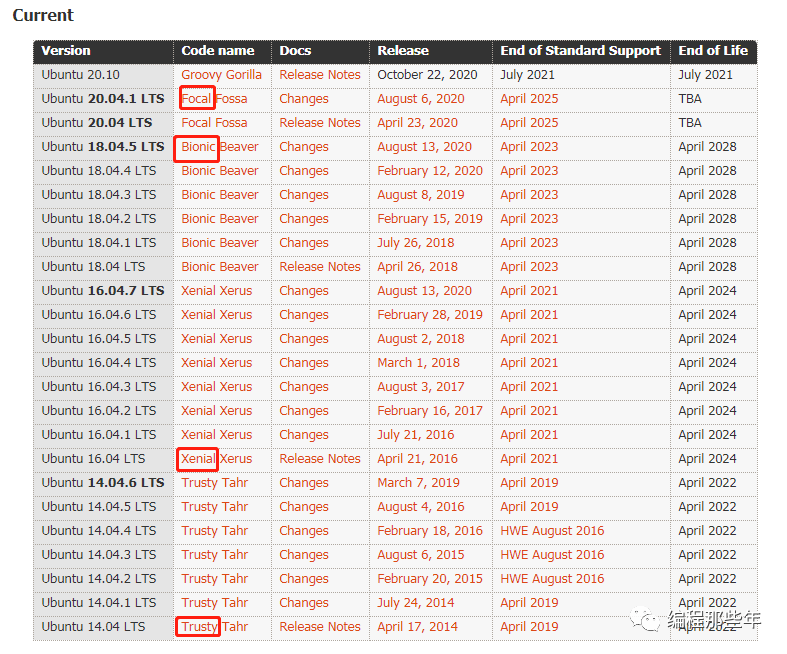 Current
Version Code name Docs Release End of Standard Support End of Life
Ubuntu 20.10 Groovy Gorilla Release Notes October 22, 2020 July 2021 July 2021
Ubuntu 20.04.1 LTS Focal Fossa Changes August 6, 2020 April 2025 TBA
Ubuntu 20.04 LTS Focal Fossa Release Notes April 23, 2020 April 2025 TBA
Ubuntu 18.04.5 LTS Bionic Beaver Changes August 13, 2020 April 2023 April 2028
Ubuntu 18.04.4 LTS Bionic Beaver Changes February 12, 2020 April 2023 April 2028
Ubuntu 18.04.3 LTS Bionic Beaver Changes August 8, 2019 April 2023 April 2028
Ubuntu 18.04.2 LTS Bionic Beaver Changes February 15, 2019 April 2023 April 2028
Ubuntu 18.04.1 LTS Bionic Beaver Changes July 26, 2018 April 2023 April 2028
Ubuntu 18.04 LTS Bionic Beaver Release Notes April 26, 2018 April 2023 April 2028
Ubuntu 16.04.7 LTS Xenial Xerus Changes August 13, 2020 April 2021 April 2024
Ubuntu 16.04.6 LTS Xenial Xerus Changes February 28, 2019 April 2021 April 2024
Ubuntu 16.04.5 LTS Xenial Xerus Changes August 2, 2018 April 2021 April 2024
Ubuntu 16.04.4 LTS Xenial Xerus Changes March 1, 2018 April 2021 April 2024
Ubuntu 16.04.3 LTS Xenial Xerus Changes August 3, 2017 April 2021 April 2024
Ubuntu 16.04.2 LTS Xenial Xerus Changes February 16, 2017 April 2021 April 2024
Ubuntu 16.04.1 LTS Xenial Xerus Changes July 21, 2016 April 2021 April 2024
Ubuntu 16.04 LTS Xenial Xerus Release Notes April 21, 2016 April 2021 April 2024
Ubuntu 14.04.6 LTS Trusty Tahr Changes March 7, 2019 April 2019 April 2022
Ubuntu 14.04.5 LTS Trusty Tahr Changes August 4, 2016 April 2019 April 2022
Ubuntu 14.04.4 LTS Trusty Tahr Changes February 18, 2016 HWE August 2016 April 2022
Ubuntu 14.04.3 LTS Trusty Tahr Changes August 6, 2015 HWE August 2016 April 2022
Ubuntu 14.04.2 LTS Trusty Tahr Changes February 20, 2015 HWE August 2016 April 2022
Ubuntu 14.04.1 LTS Trusty Tahr Changes July 24, 2014 April 2019 April 2022
Ubuntu 14.04 LTS Trusty Tahr Release Notes April 17, 2014 April 2019 April 2022
编程那些年